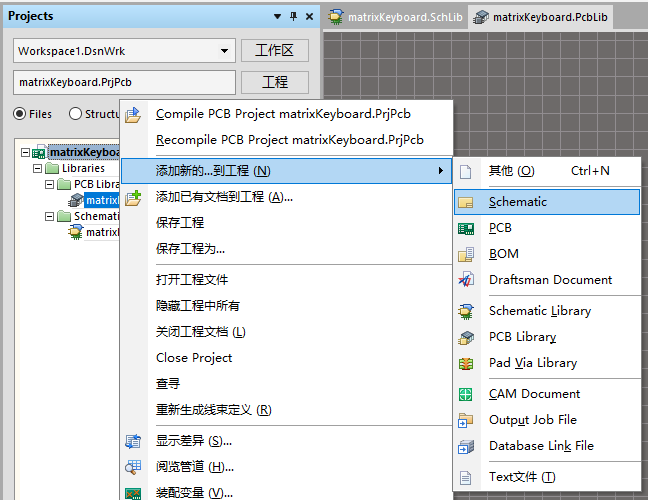 Projects
matrixKeyboard.SchLib
matrixKeyboard.PcbLib
Workspace1.DsnWrk
工作区
matrixKeyboard.PrjPcb
工程
Files
Structu
matrixKeyboa
Libraries
PCB Libra
matrix
Schemati
matrix
Compile PCB Project matrixKeyboard.PrjPcb
Recompile PCB Project matrixKeyboard.PrjPcb
添加新的...到工程 (N)
添加已有文档到工程 (A)...
保存工程
保存工程为...
打开工程文件
隐藏工程中所有
关闭工程文档 (L)
Close Project
查寻
重新生成线束定义 (R)
显示差异 (S)...
阅览管道 (H)...
装配变量 (V)...
其他 (O) Ctrl+N
Schematic
PCB
BOM
Draftsman Document
Schematic Library
PCB Library
Pad Via Library
CAM Document
Output Job File
Database Link File
Text文件 (T)